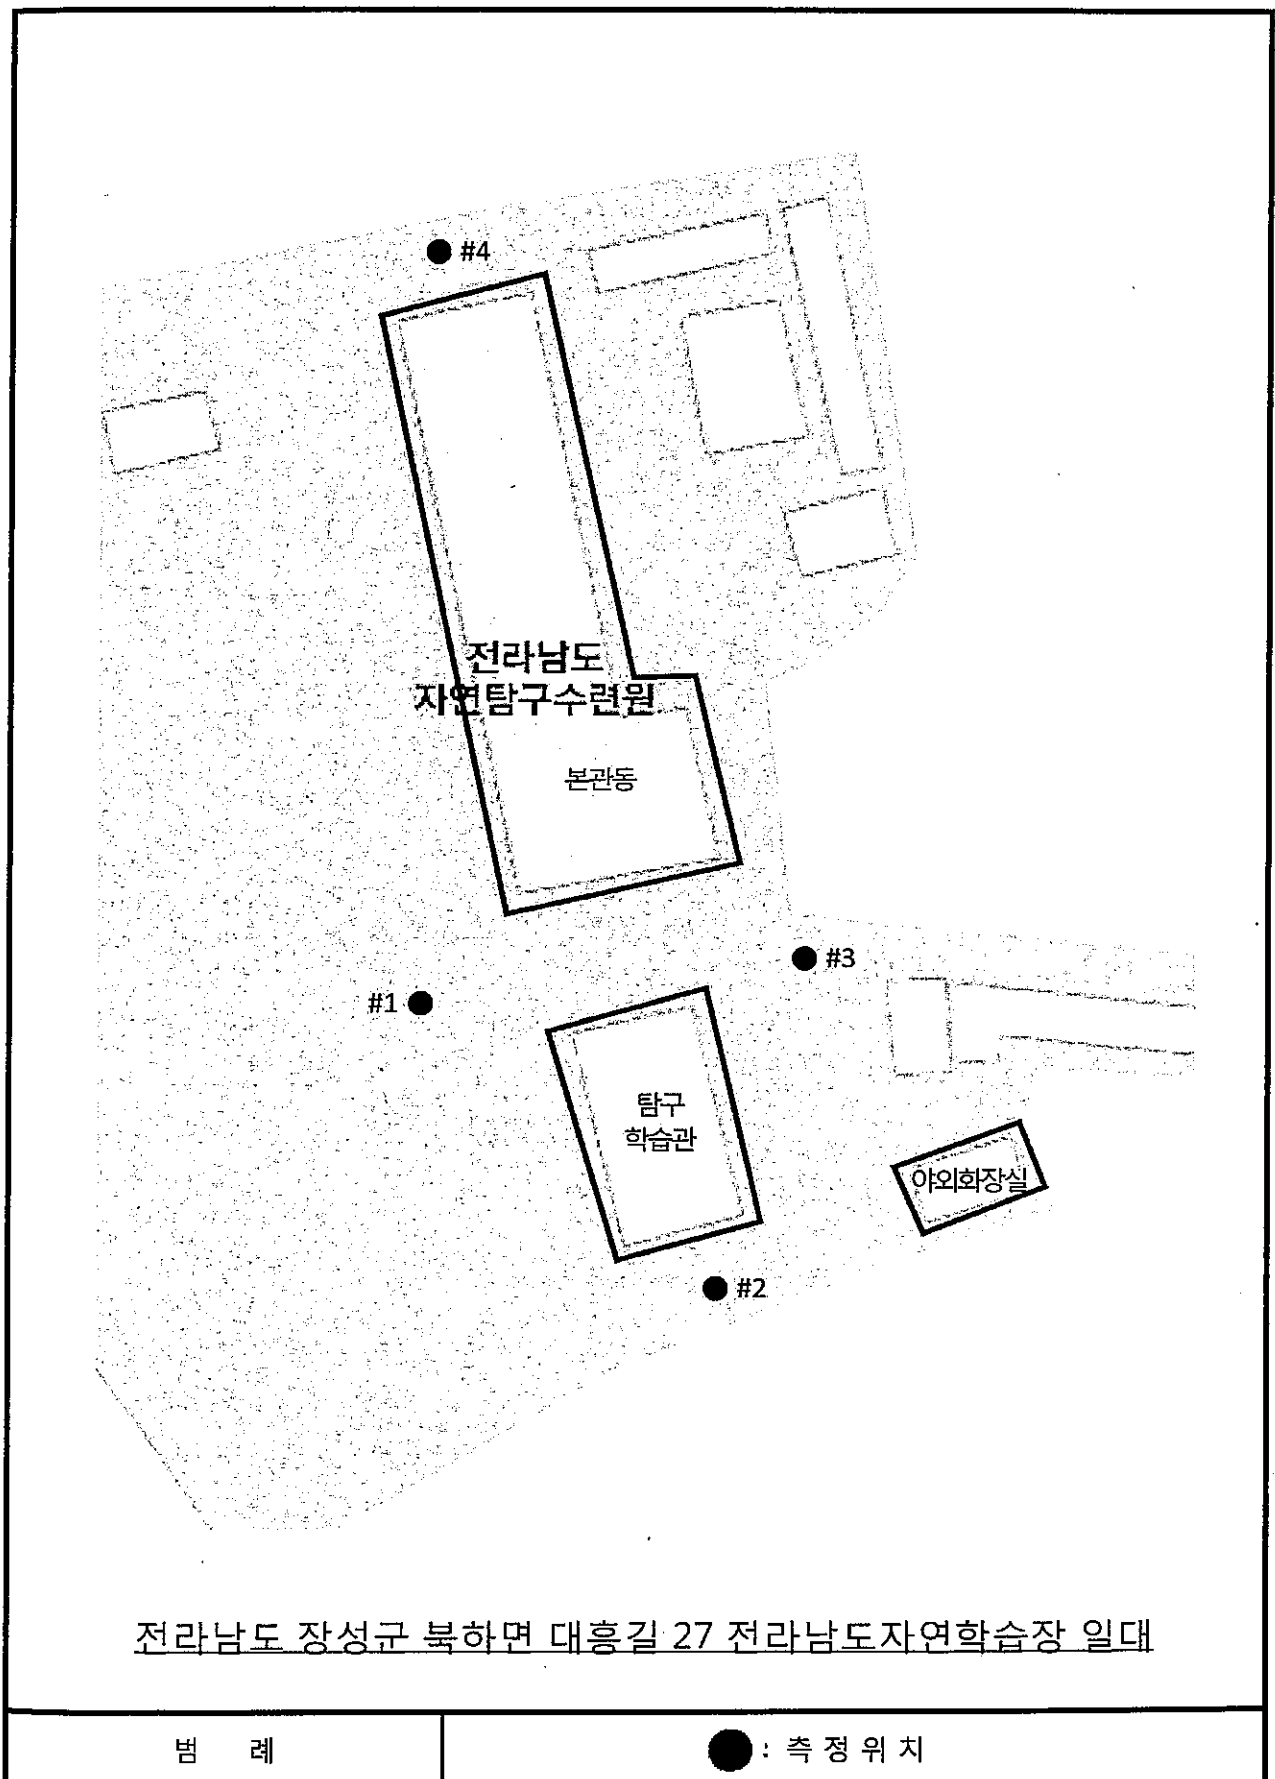 #4
전라남도
자연탐구수련원
본관동
#3
#1
탐구
학습관
야외화장실
#2
전라남도 장성군 북하면 대흥길 27 전라남도자연학습장 일대
범 례
: 측정위치